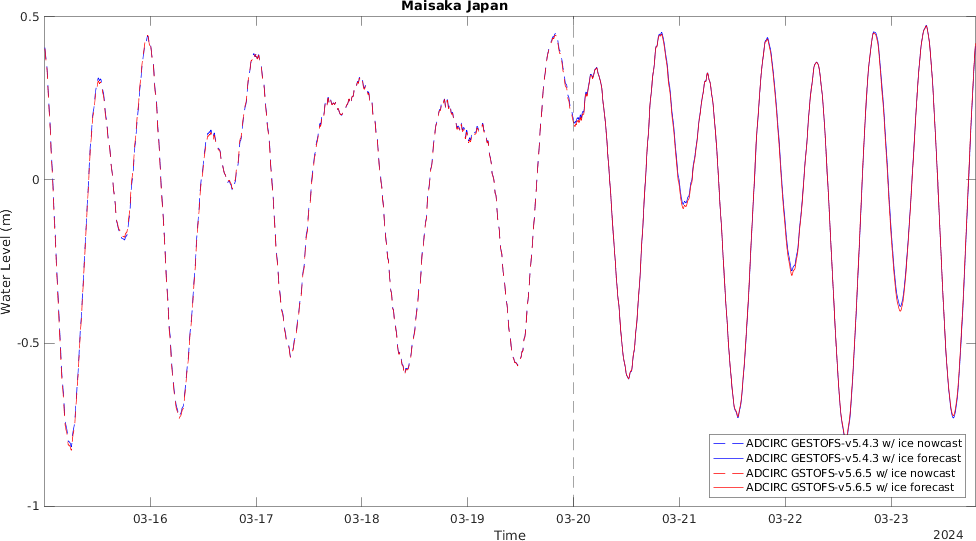 Maisaka Japan
0.5
0
-0.5
-1
Water Level (m)
03-16
03-17
03-18
03-19
03-20
03-21
03-22
03-23
Time
2024
ADCIRC GESTOFS-v5.4.3 w/ ice nowcast
ADCIRC GESTOFS-v5.4.3 w/ ice forecast
ADCIRC GSTOFS-v5.6.5 w/ ice nowcast
ADCIRC GSTOFS-v5.6.5 w/ ice forecast